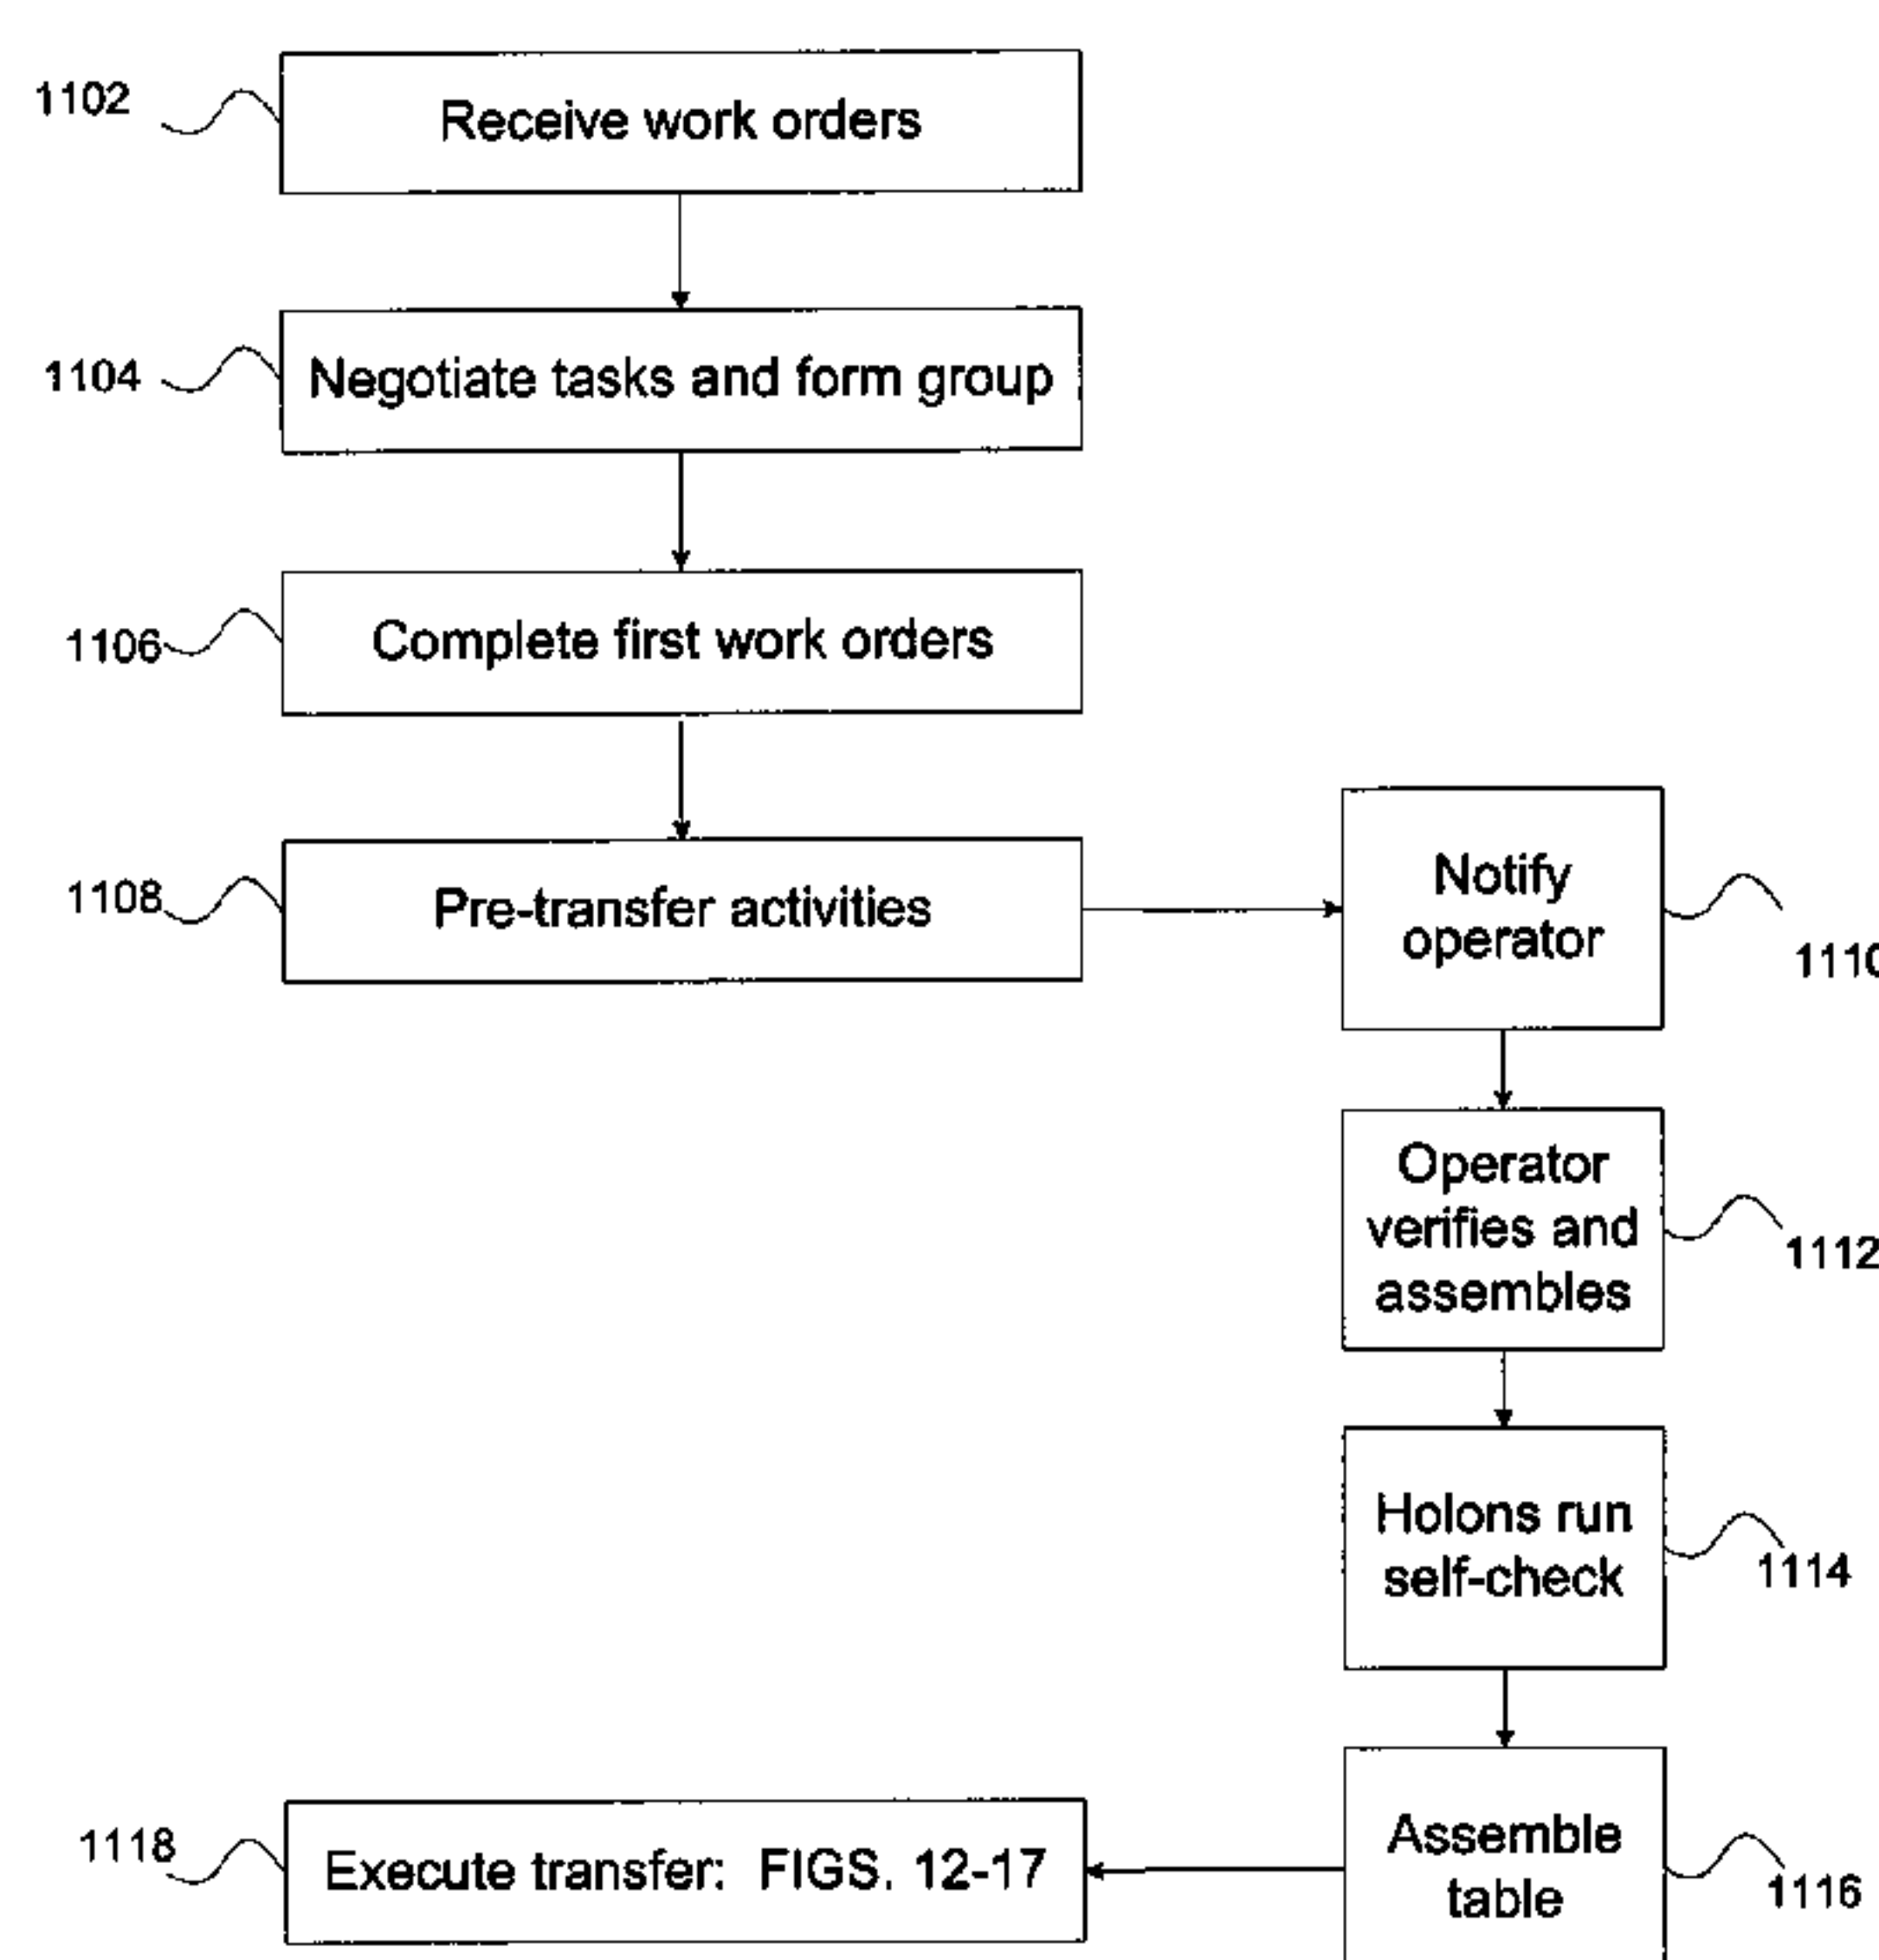 1102
Receive work orders
1104
Negotiate tasks and form group
1106
Complete first work orders
1108
Pre-transfer activities
Notify
operator
1110
Operator
verifies and
assembles
1112
Holons run
self-check
1114
Assemble
table
1116
1118
Execute transfer: FIGS. 12-17